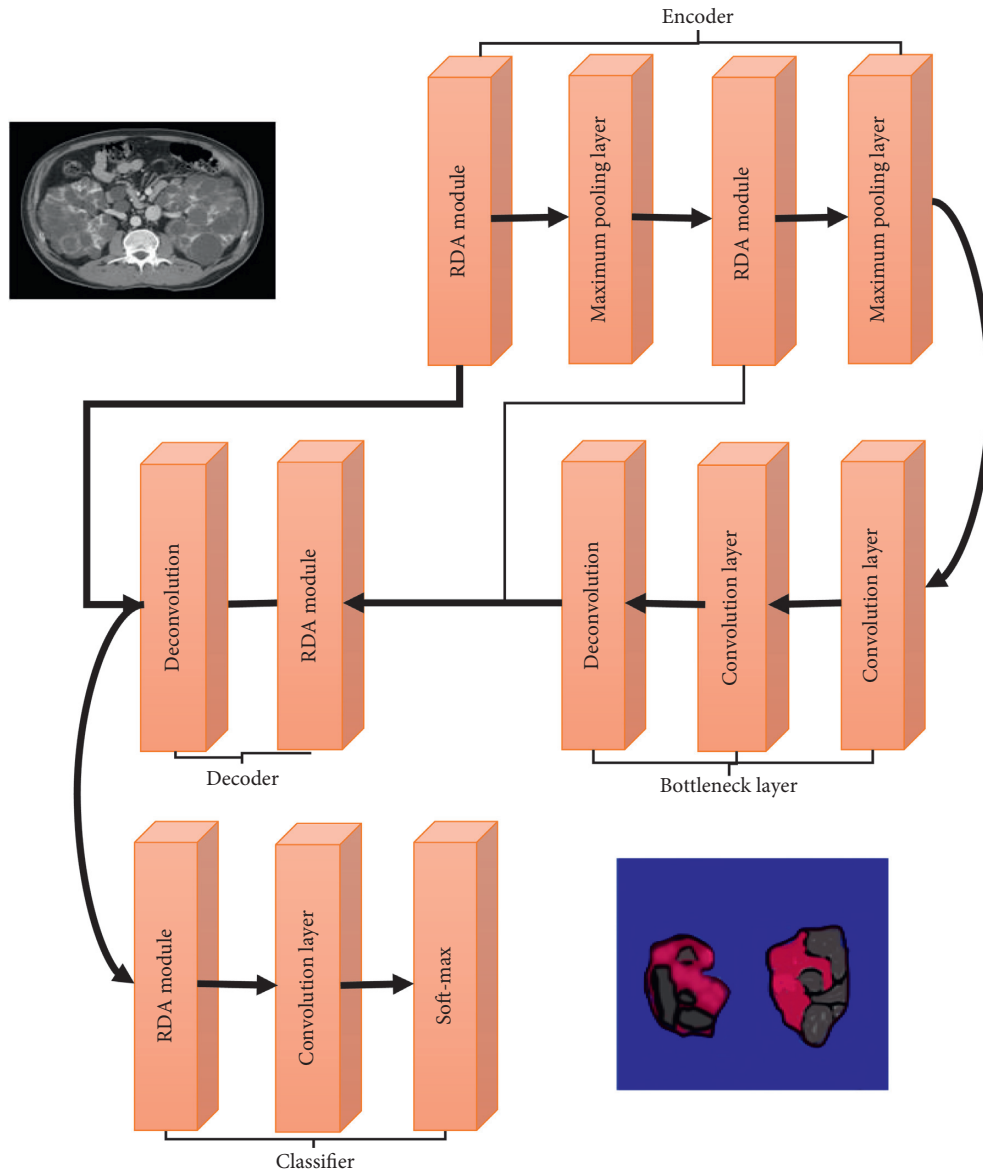 Encoder
RDA module
Maximum pooling layer
RDA module
Maximum pooling layer
Deconvolution
RDA module
Deconvolution
Convolution layer
Convolution layer
Decoder
Bottleneck layer
RDA module
Convolution layer
Soft-max
Classifier